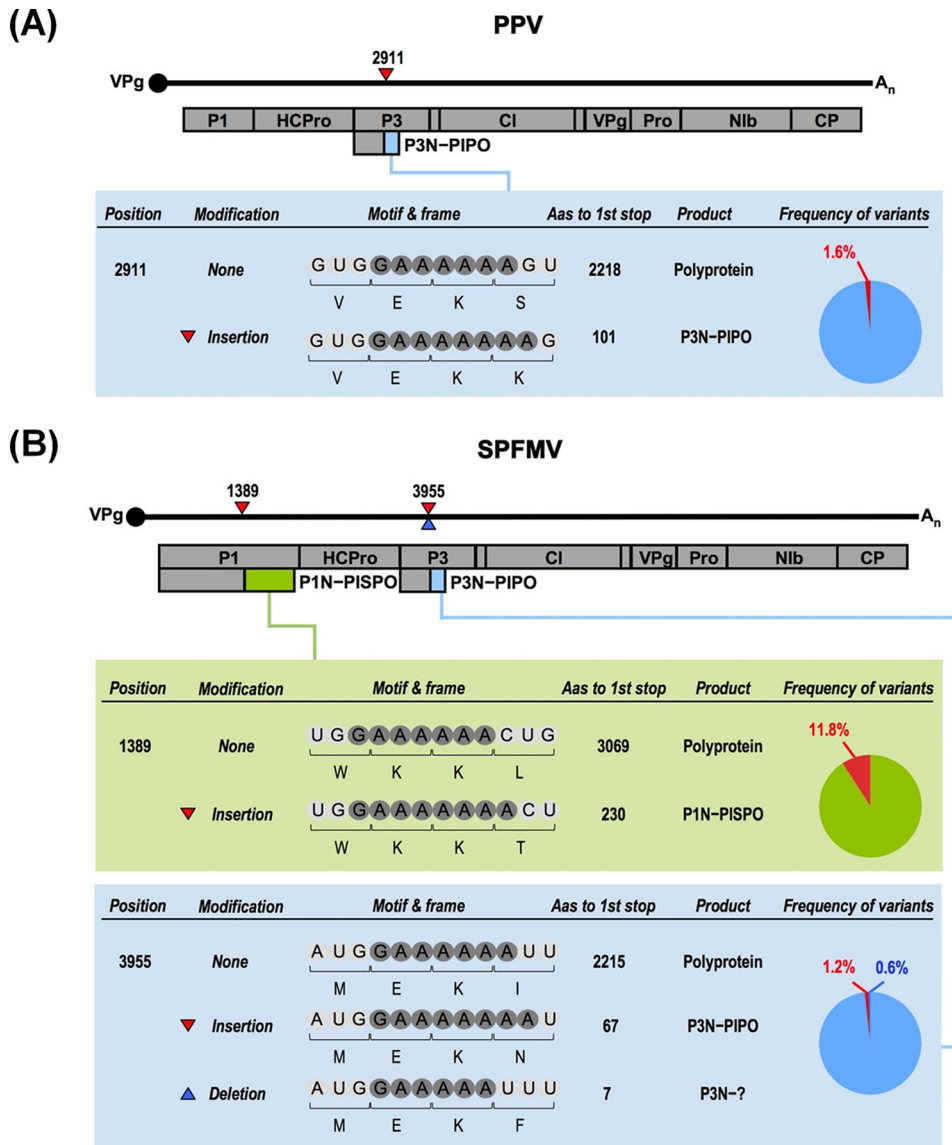 (A)
PPV
2911
VPg
An
P1 HCPro P3 CI VPg Pro NIb CP
P3N-PIPO
Position Modification Motif & frame Aas to 1st stop Product Frequency of variants
2911 None G U G G A A A A A A G U 2218 Polyprotein 1.6%
V E K S
Insertion G U G G A A A A A A A G 101 P3N-PIPO
V E K K
(B)
SPFMV
1389 3955
VPg
An
P1 HCPro P3 CI VPg Pro NIb CP
P1N-PISPO P3N-PIPO
Position Modification Motif & frame Aas to 1st stop Product Frequency of variants
1389 None U G G A A A A A A C U G 3069 Polyprotein 11.8%
W K K L
Insertion U G G A A A A A A A C U 230 P1N-PISPO
W K K T
Position Modification Motif & frame Aas to 1st stop Product Frequency of variants
3955 None A U G G A A A A A A U U 2215 Polyprotein 1.2% 0.6%
M E K I
Insertion A U G G A A A A A A A U 67 P3N-PIPO
M E K N
Deletion A U G G A A A A A U U U 7 P3N-?
M E K F